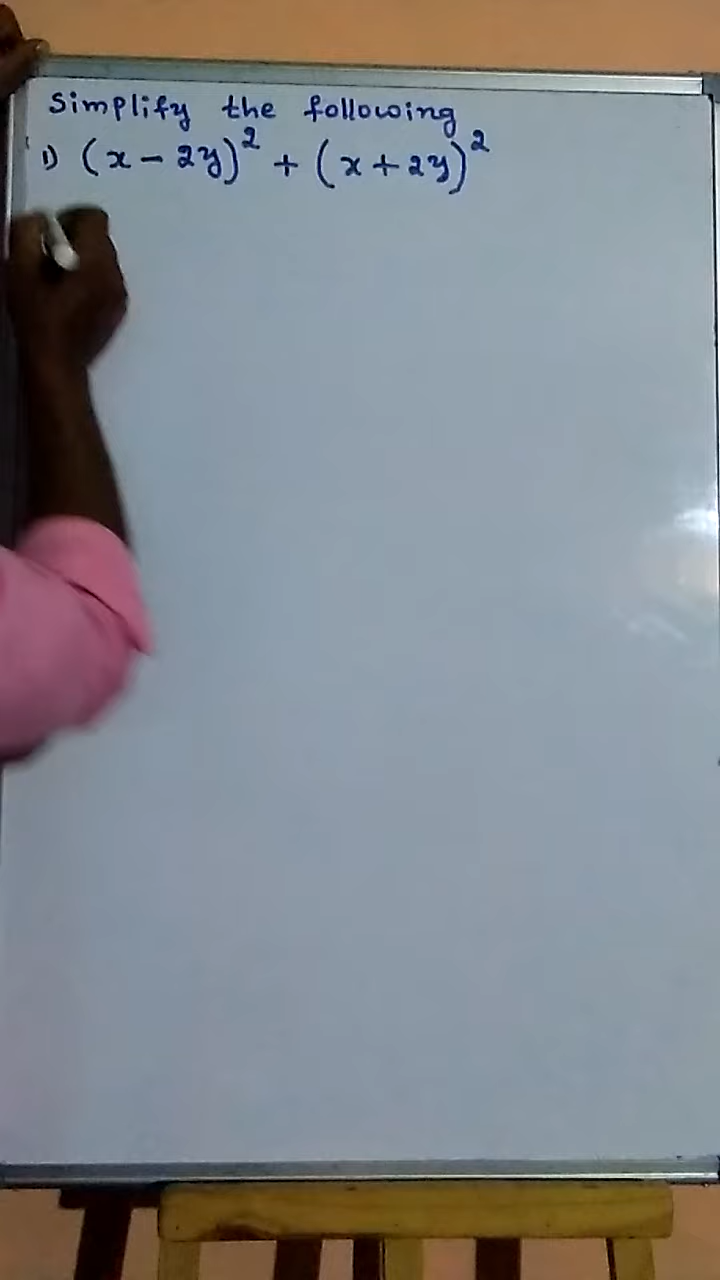 Simplify the following
1) (x - 2y)² + (x + 2y)²